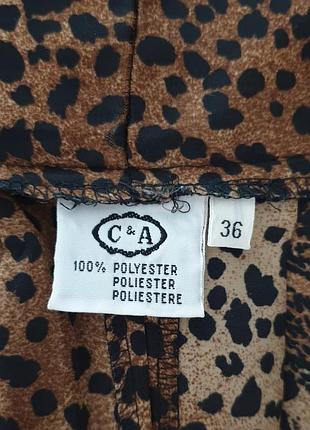 C & A
36
100% POLYESTER
POLIESTER
POLIESTERE